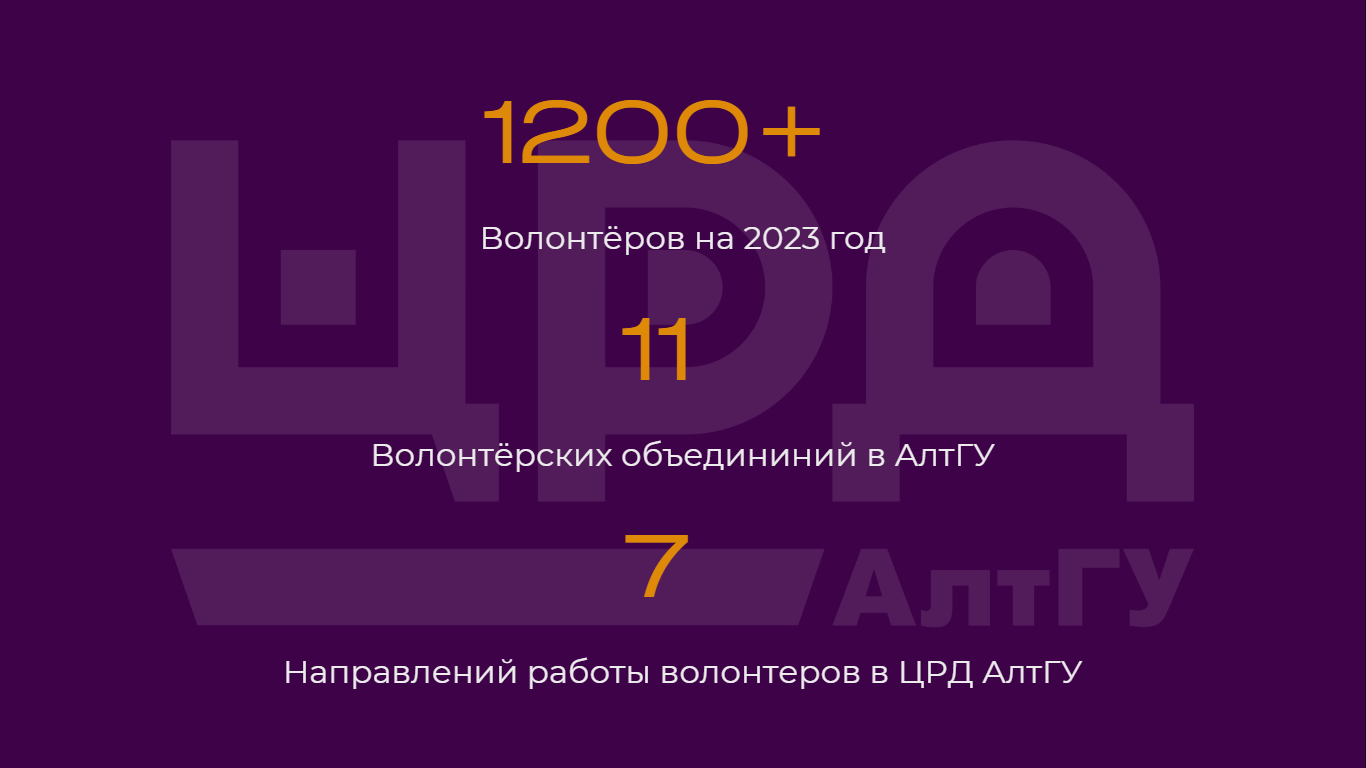 1200+
Волонтёров на 2023 год
11
Волонтёрских объедининий в АлтГУ
7
Направлений работы волонтеров в ЦРД АлтГУ
ЦРД
АлтГУ